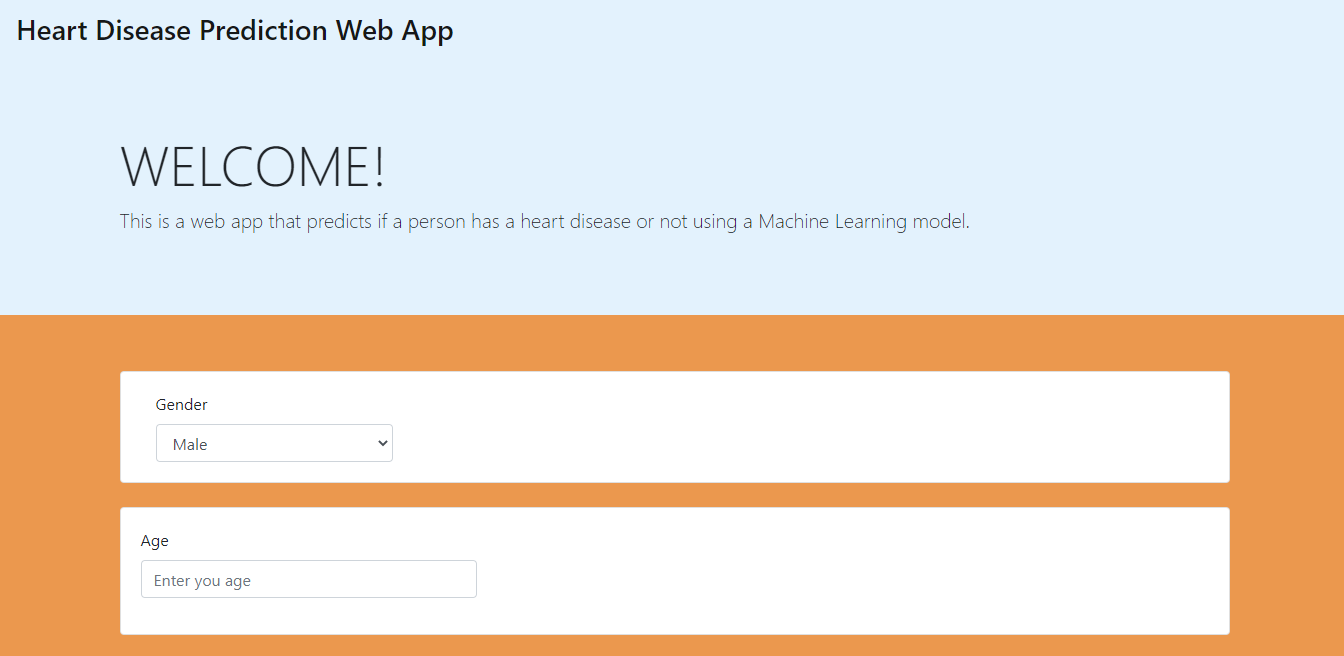 Heart Disease Prediction Web App
WELCOME!
This is a web app that predicts if a person has a heart disease or not using a Machine Learning model.
Gender
Male
Age
Enter you age